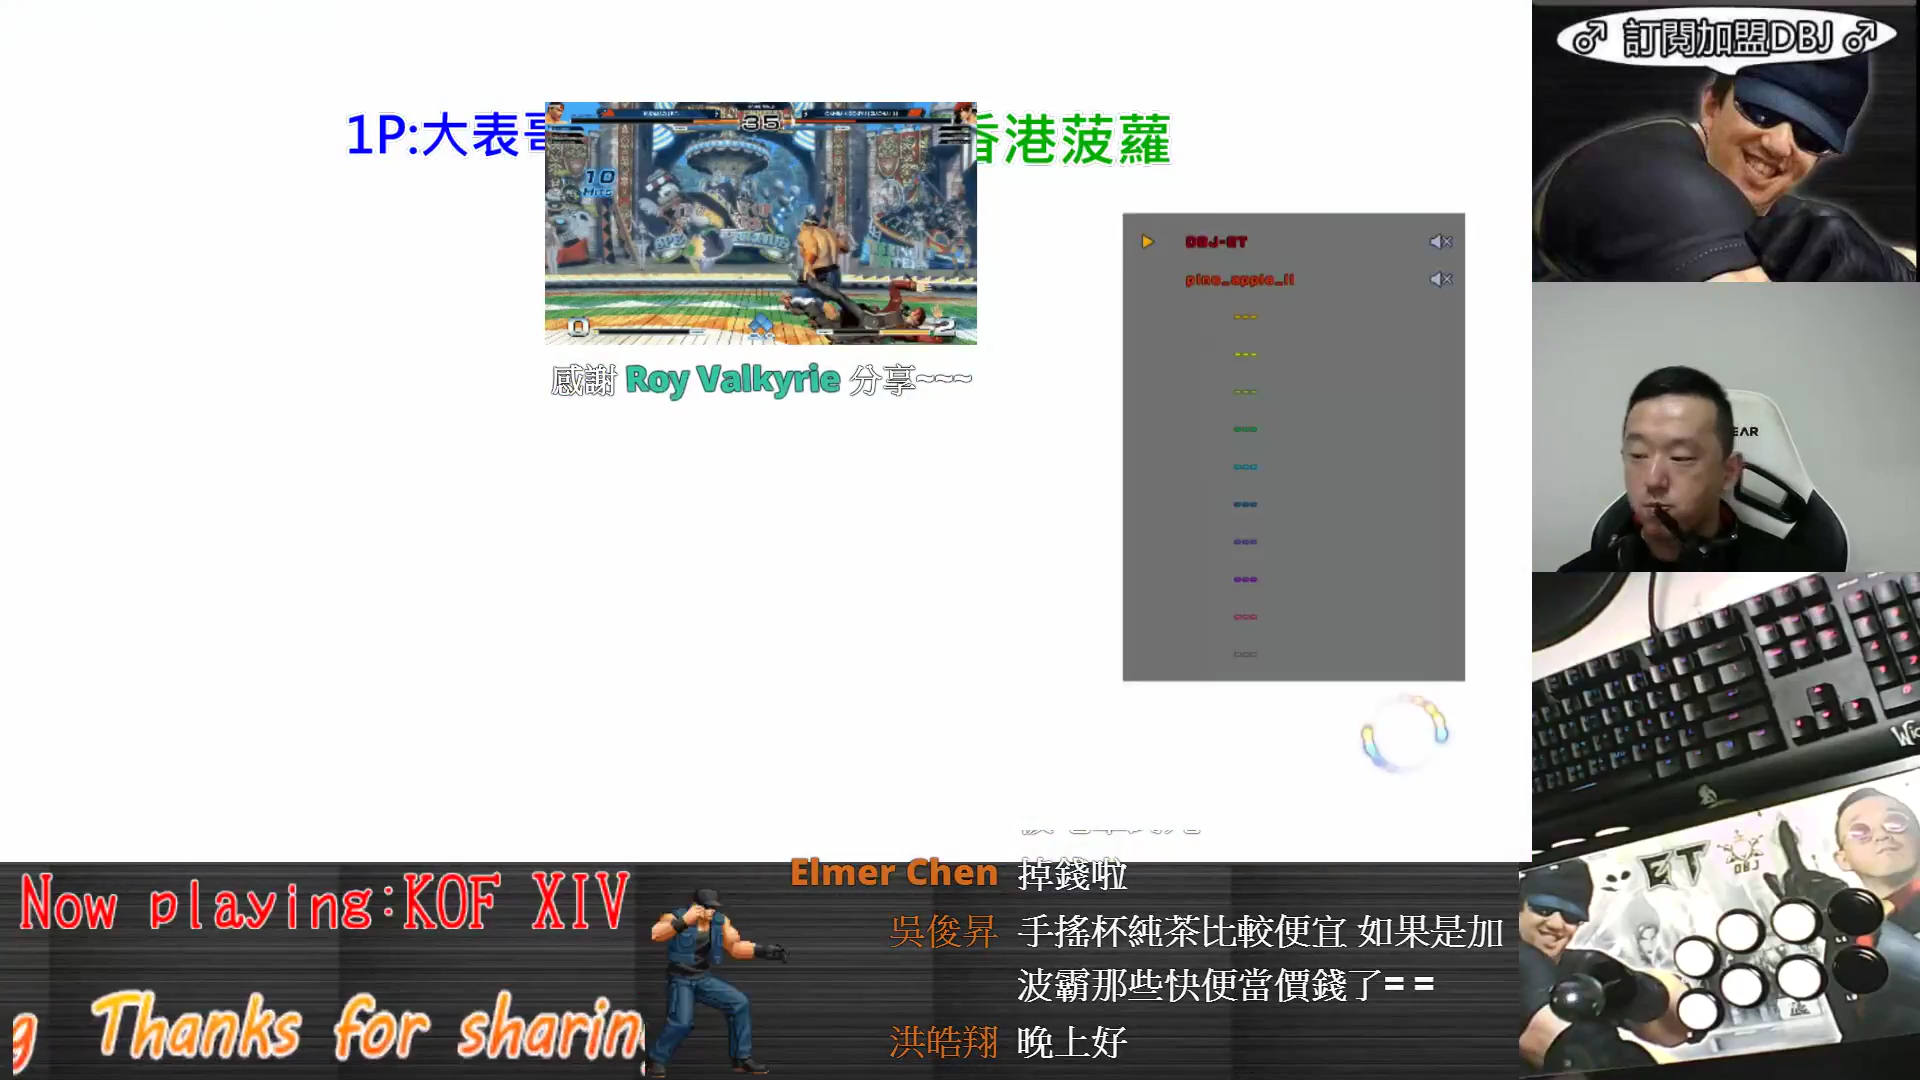 ♂ 訂閱加盟DBJ ♂
1P:大表哥
香港菠蘿
35
10
Hits
0
2
感謝 Roy Valkyrie 分享~~~
DBJ-ET
pine_apple_ii
---
---
---
---
---
---
---
---
---
---
EAR
Elmer Chen 掉錢啦
吳俊昇 手搖杯純茶比較便宜 如果是加
波霸那些快便當價錢了= =
洪皓翔 晚上好
Now playing:KOF XIV
g Thanks for sharin
ET
DBJ